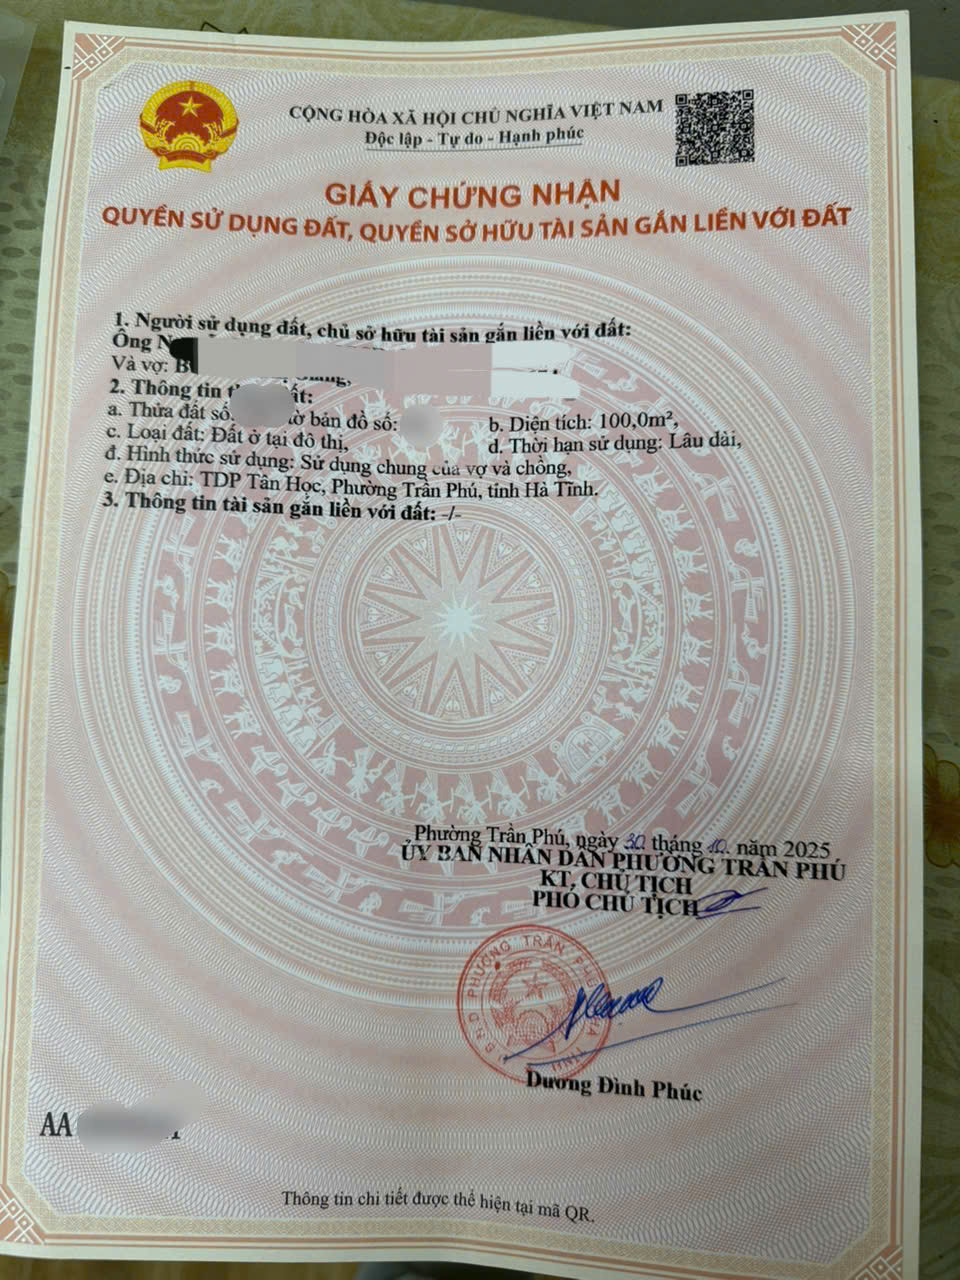 CỘNG HÒA XÃ HỘI CHỦ NGHĨA VIỆT NAM
Độc lập - Tự do - Hạnh phúc
GIẤY CHỨNG NHẬN
QUYỀN SỬ DỤNG ĐẤT, QUYỀN SỞ HỮU TÀI SẢN GẮN LIỀN VỚI ĐẤT
1. Người sử dụng đất, chủ sở hữu tài sản gắn liền với đất:
Ông
Và vợ:
2. Thông tin
a. Thửa đất số: bản đồ số: b. Diện tích: 100,0m²,
c. Loại đất: Đất ở tại đô thị, d. Thời hạn sử dụng: Lâu dài,
đ. Hình thức sử dụng: Sử dụng chung của vợ và chồng,
e. Địa chỉ: TDP Tân Học, Phường Trần Phú, tỉnh Hà Tĩnh.
3. Thông tin tài sản gắn liền với đất: -/-
Phường Trần Phú, ngày 30 tháng 10 năm 2025
ỦY BAN NHÂN DÂN PHƯỜNG TRẦN PHÚ
KT, CHỦ TỊCH
PHÓ CHỦ TỊCH
PHƯỜNG TRẦN PHÚ
Dương Đình Phúc
AA
Thông tin chi tiết được thể hiện tại mã QR.